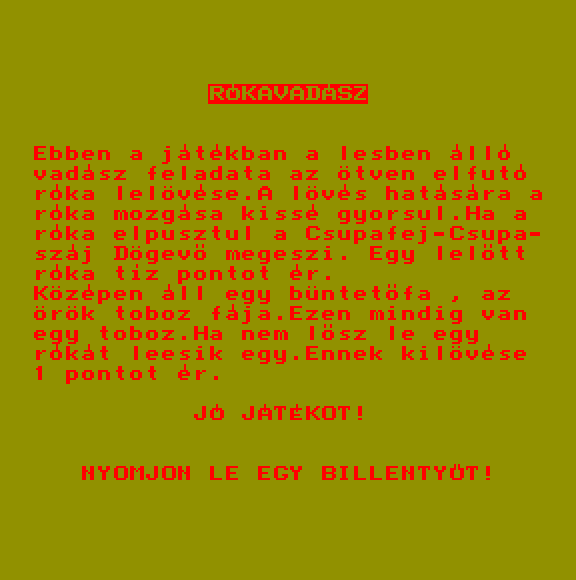 RÓKAVADÁSZ
Ebben a játékban a lesben álló
vadász feladata az ötven elfutó
róka lelövése.A lövés hatására a
róka mozgása kissé gyorsul.Ha a
róka elpusztul a Csupafej-Csupa-
száj Dögevö megeszi. Egy lelött
róka tiz pontot ér.
Középen áll egy büntetöfa , az
örök toboz fája.Ezen mindig van
egy toboz.Ha nem lösz le egy
rókát leesik egy.Ennek kilövése
1 pontot ér.
JÓ JÁTÉKOT!
NYOMJON LE EGY BILLENTYÖT!